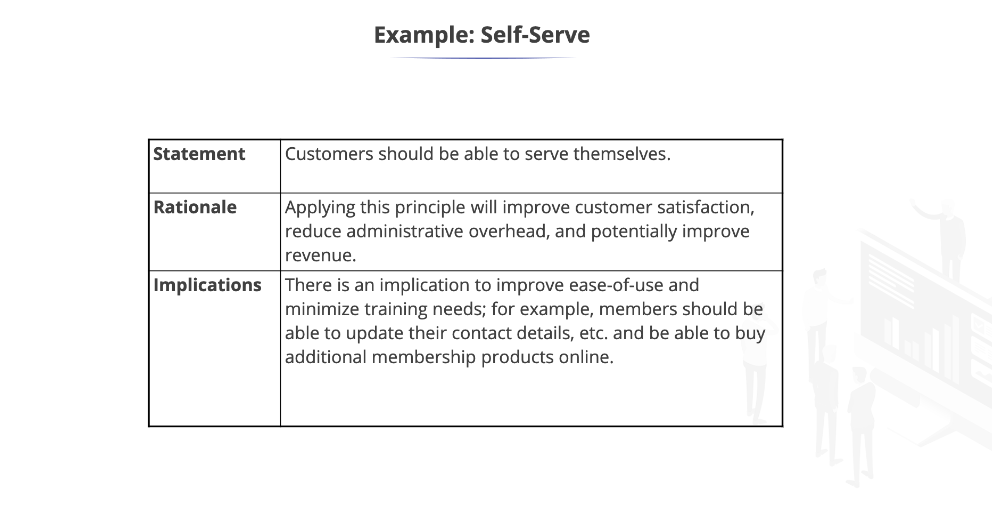 Example: Self-Serve
Statement
Customers should be able to serve themselves.
Rationale
Applying this principle will improve customer satisfaction,
reduce administrative overhead, and potentially improve
revenue.
Implications
There is an implication to improve ease-of-use and
minimize training needs; for example, members should be
able to update their contact details, etc. and be able to buy
additional membership products online.